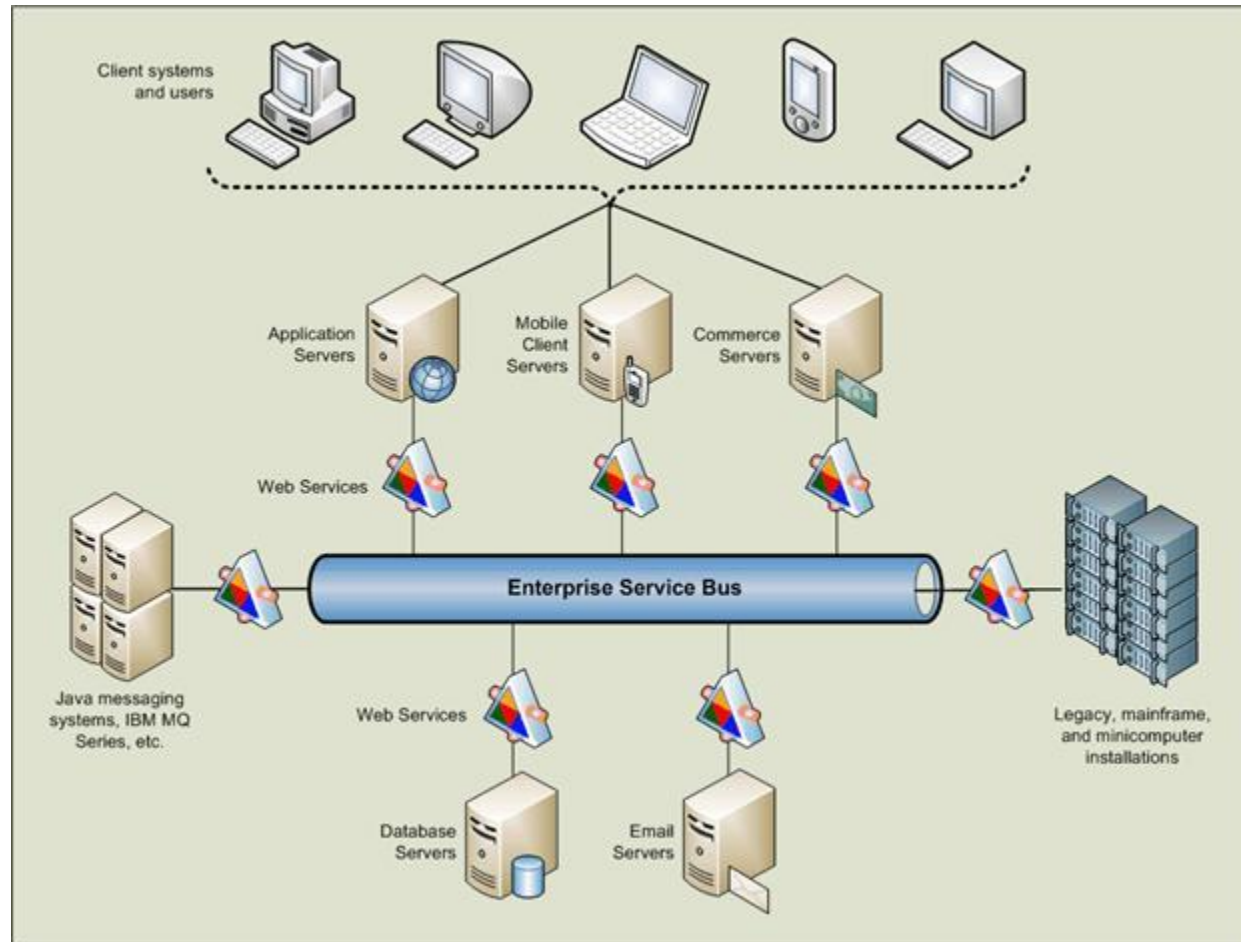 Client systems
and users
Application
Servers
Mobile
Client
Servers
Commerce
Servers
Web Services
Enterprise Service Bus
Java messaging
systems, IBM MQ
Series, etc.
Web Services
Legacy, mainframe,
and minicomputer
installations
Database
Servers
Email
Servers